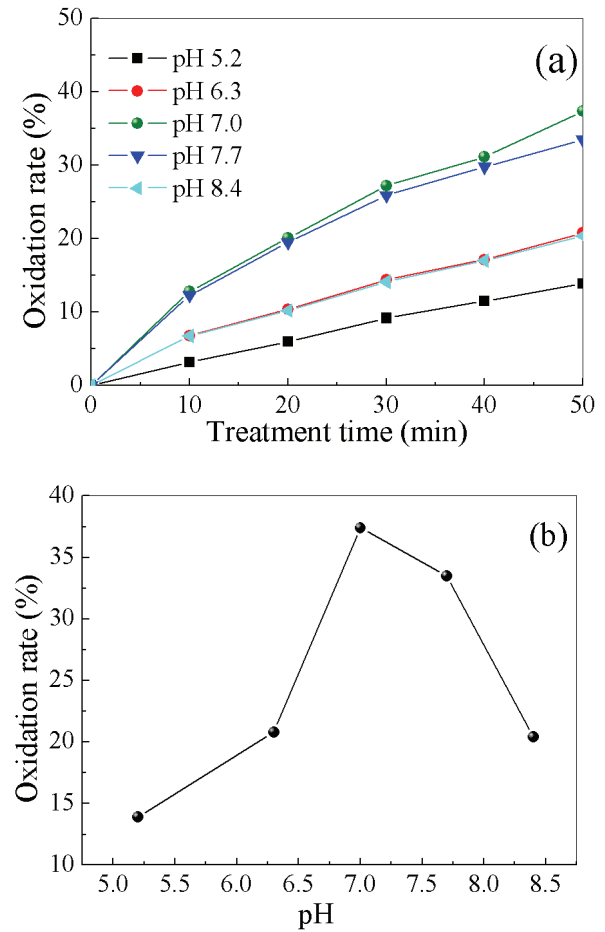 (a)
pH 5.2
pH 6.3
pH 7.0
pH 7.7
pH 8.4
Oxidation rate (%)
50
40
30
20
10
0
0 10 20 30 40 50
Treatment time (min)
(b)
Oxidation rate (%)
40
35
30
25
20
15
10
5.0 5.5 6.0 6.5 7.0 7.5 8.0 8.5
pH